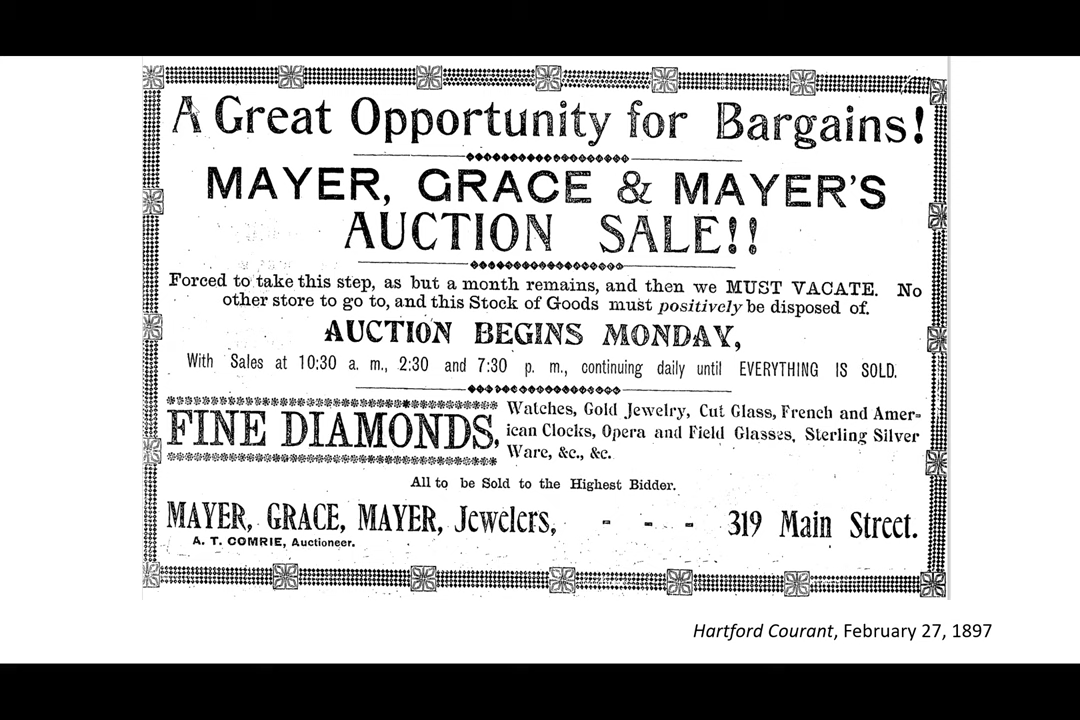 A Great Opportunity for Bargains!
MAYER, GRACE & MAYER'S
AUCTION SALE!!
Forced to take this step, as but a month remains, and then we MUST VACATE. No
other store to go to, and this Stock of Goods must positively be disposed of.
AUCTION BEGINS MONDAY,
With Sales at 10:30 a. m., 2:30 and 7:30 p. m., continuing daily until EVERYTHING IS SOLD.
FINE DIAMONDS,
Watches, Gold Jewelry, Cut Glass, French and Amer-
ican Clocks, Opera and Field Glasses, Sterling Silver
Ware, &c., &c.
All to be Sold to the Highest Bidder.
MAYER, GRACE, MAYER, Jewelers, - - - 319 Main Street.
A. T. COMRIE, Auctioneer.
Hartford Courant, February 27, 1897